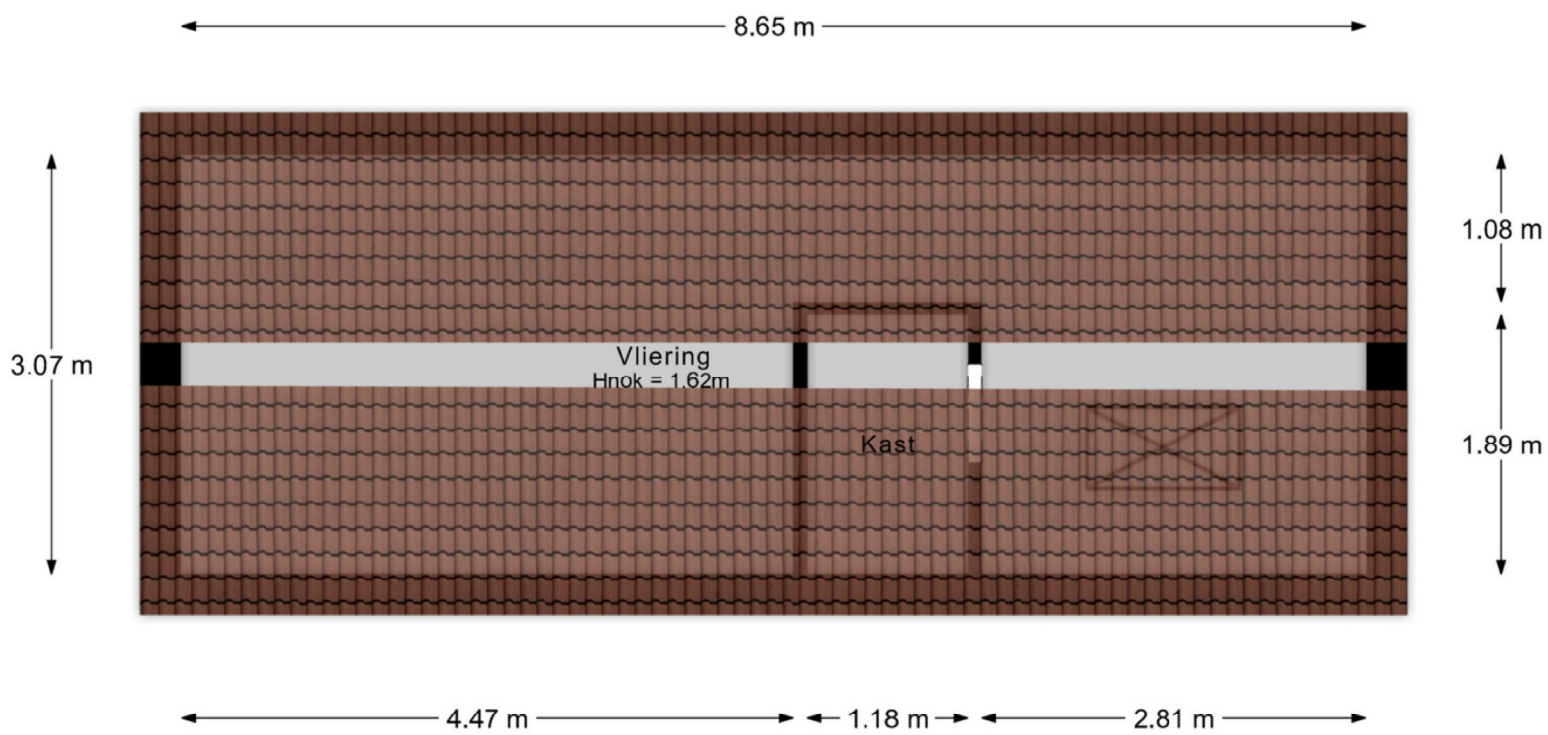 8.65 m
1.08 m
3.07 m
Vliering
Hnok = 1.62m
Kast
1.89 m
4.47 m
1.18 m
2.81 m